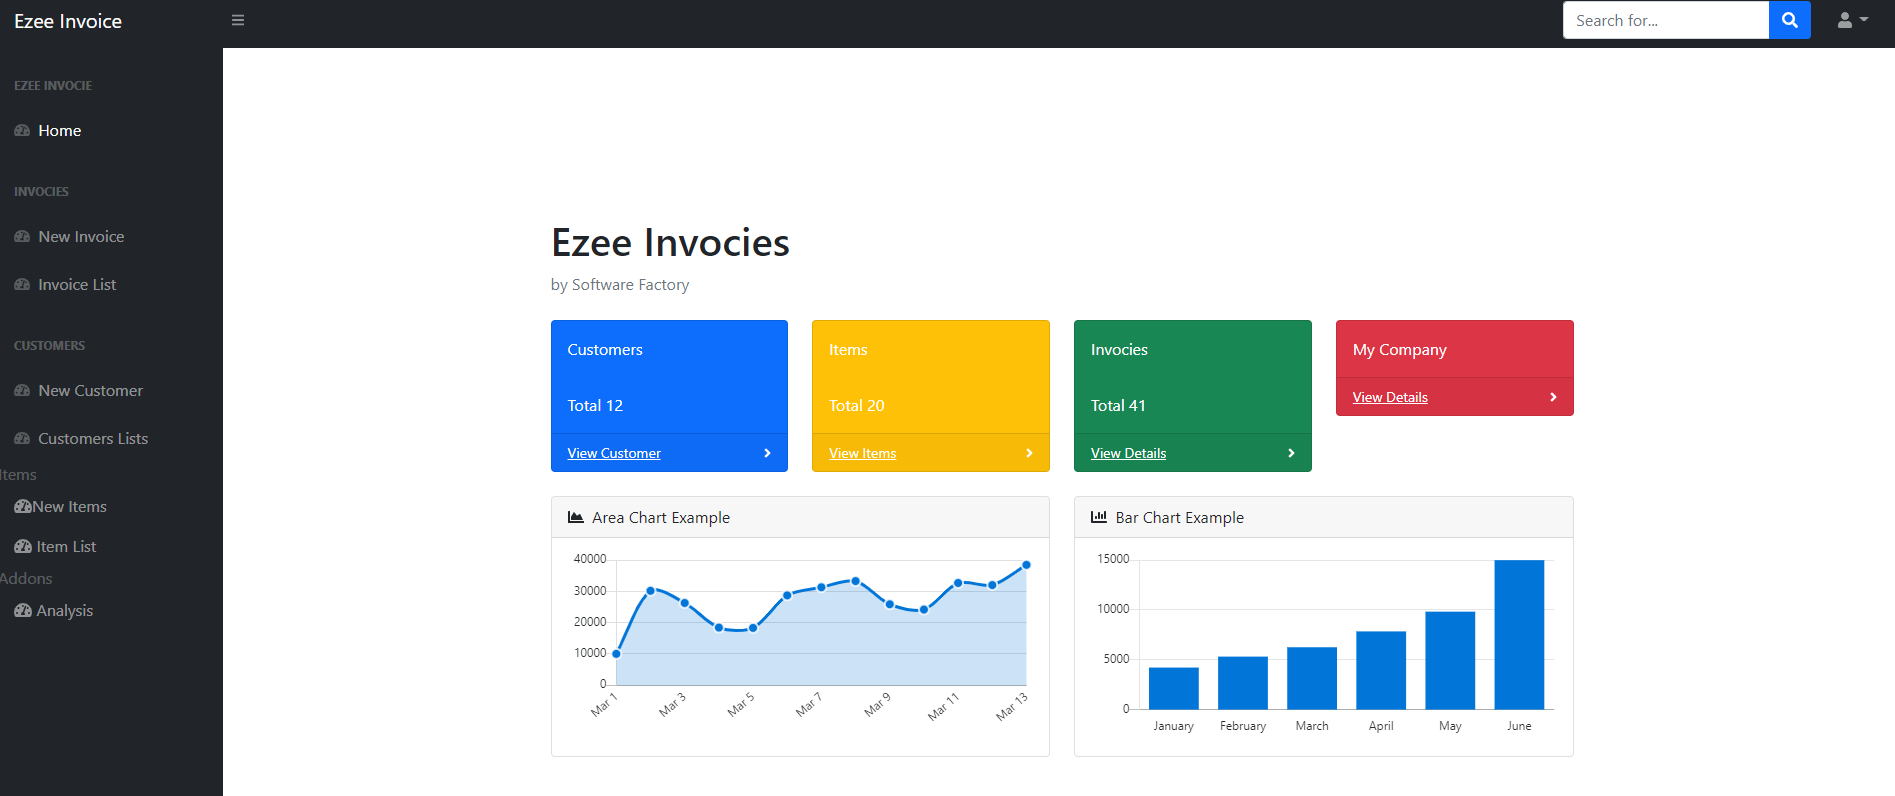 Ezee Invoice
Search for...
EZEE INVOCIE
Home
INVOCIES
New Invoice
Invoice List
CUSTOMERS
New Customer
Customers Lists
Items
New Items
Item List
Addons
Analysis
Ezee Invocies
by Software Factory
Customers
Total 12
View Customer
Items
Total 20
View Items
Invocies
Total 41
View Details
My Company
View Details
Area Chart Example
40000
30000
20000
10000
0
Mar 1
Mar 3
Mar 5
Mar 7
Mar 9
Mar 11
Mar 13
Bar Chart Example
15000
10000
5000
0
January
February
March
April
May
June